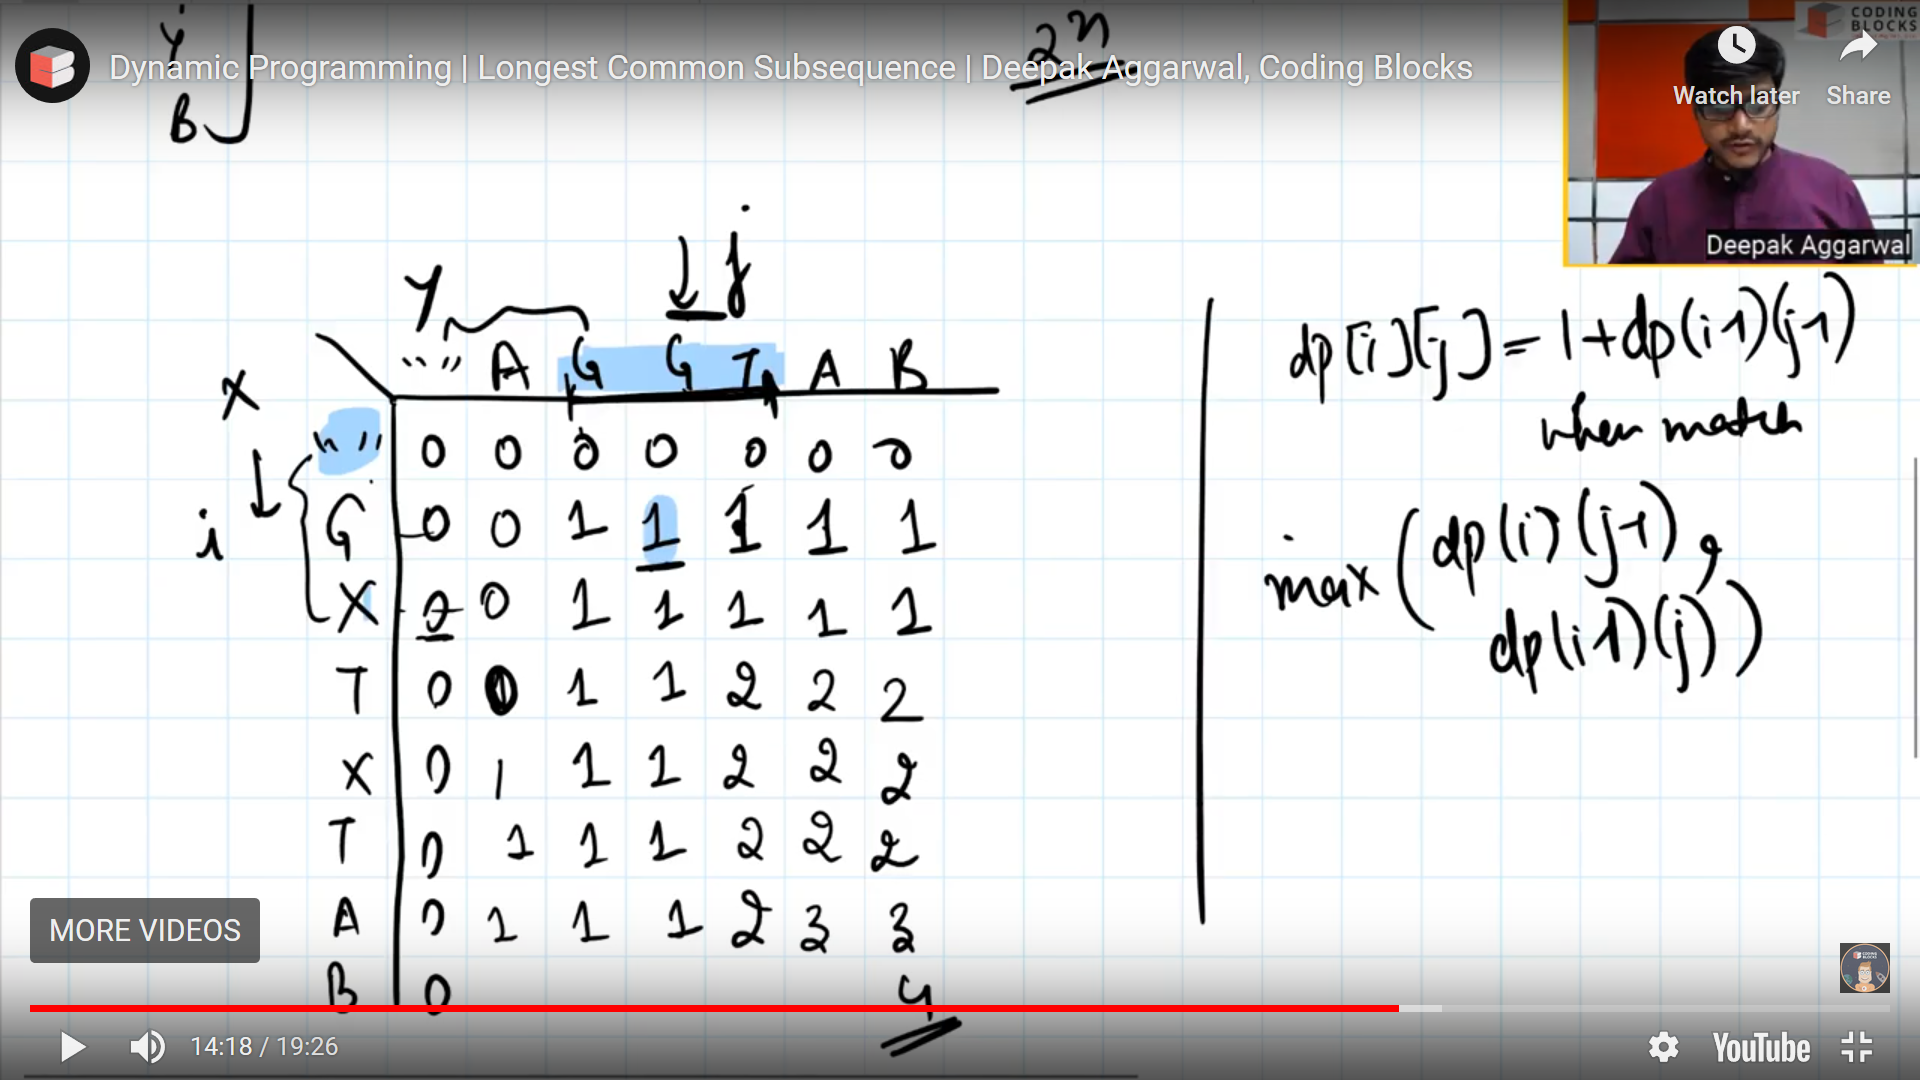 Y
B
2^n
CODING BLOCKS
Dynamic Programming | Longest Common Subsequence | Deepak Aggarwal, Coding Blocks
Watch later Share
Deepak Aggarwal
j
Y
X
i
"" A G G T A B
"" 0 0 0 0 0 0 0
G 0 0 1 1 1 1 1
X 0 0 1 1 1 1 1
T 0 0 1 1 2 2 2
X 0 1 1 1 2 2 2
T 0 1 1 1 2 2 2
A 0 1 1 1 2 3 3
B 0 4
dp[i][j] = 1+dp(i-1)(j-1)
when match
max(dp(i)(j-1),
dp(i-1)(j))
MORE VIDEOS
14:18 / 19:26
YouTube